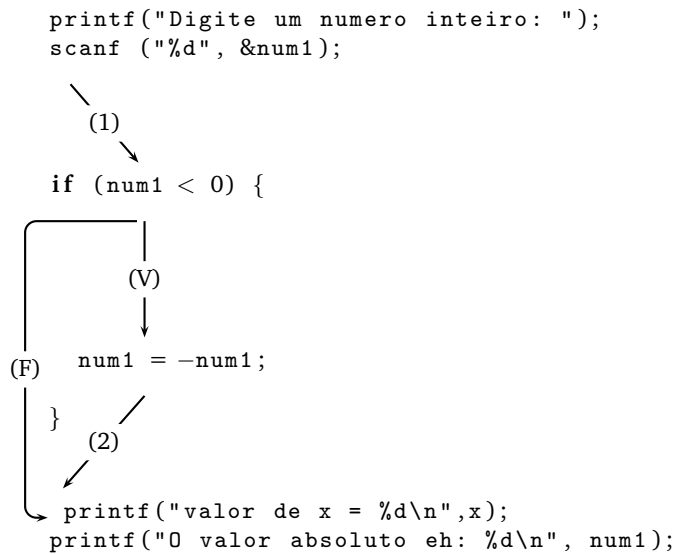 printf("Digite um numero inteiro: ");
scanf ("%d", &num1);
(1)
if (num1 < 0) {
(V)
(F) num1 = −num1;
}
(2)
printf("valor de x = %d\n",x);
printf("O valor absoluto eh: %d\n", num1);